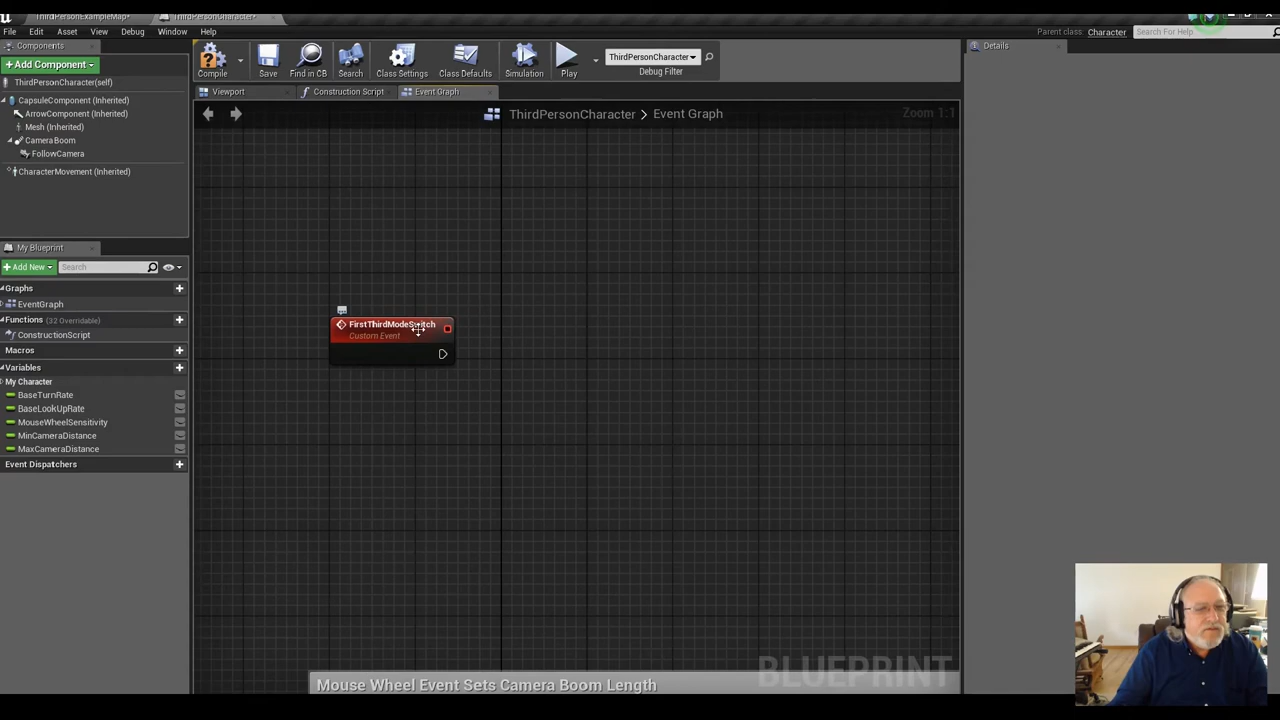 ThirdPersonExampleMap*
ThirdPersonCharacter*
File Edit Asset View Debug Window Help
Parent class: Character
Search For Help
Components
+ Add Component
ThirdPersonCharacter(self)
CapsuleComponent (Inherited)
ArrowComponent (Inherited)
Mesh (Inherited)
CameraBoom
FollowCamera
CharacterMovement (Inherited)
My Blueprint
+ Add New
Search
Graphs
EventGraph
Functions (32 Overridable)
ConstructionScript
Macros
Variables
My Character
BaseTurnRate
BaseLookUpRate
MouseWheelSensitivity
MinCameraDistance
MaxCameraDistance
Event Dispatchers
Compile
Save
Find in CB
Search
Class Settings
Class Defaults
Simulation
Play
ThirdPersonCharacter
Debug Filter
Viewport
Construction Script
Event Graph
ThirdPersonCharacter > Event Graph
Zoom 1:1
FirstThirdModeSwitch
Custom Event
BLUEPRINT
Mouse Wheel Event Sets Camera Boom Length
Details